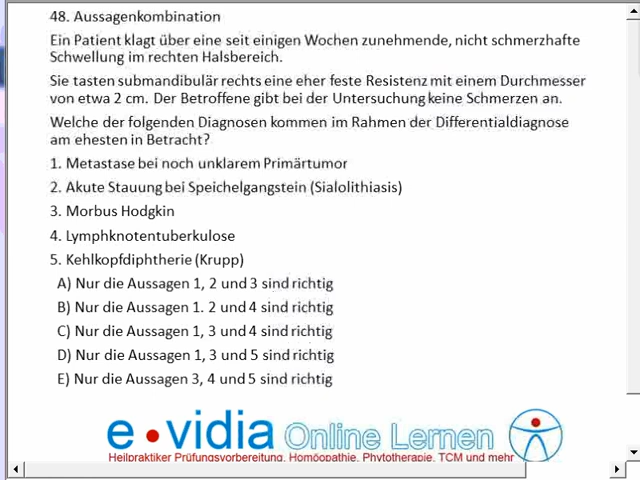 48. Aussagenkombination
Ein Patient klagt über eine seit einigen Wochen zunehmende, nicht schmerzhafte
Schwellung im rechten Halsbereich.
Sie tasten submandibulär rechts eine eher feste Resistenz mit einem Durchmesser
von etwa 2 cm. Der Betroffene gibt bei der Untersuchung keine Schmerzen an.
Welche der folgenden Diagnosen kommen im Rahmen der Differentialdiagnose
am ehesten in Betracht?
1. Metastase bei noch unklarem Primärtumor
2. Akute Stauung bei Speichelgangstein (Sialolithiasis)
3. Morbus Hodgkin
4. Lymphknotentuberkulose
5. Kehlkopfdiphtherie (Krupp)
A) Nur die Aussagen 1, 2 und 3 sind richtig
B) Nur die Aussagen 1. 2 und 4 sind richtig
C) Nur die Aussagen 1, 3 und 4 sind richtig
D) Nur die Aussagen 1, 3 und 5 sind richtig
E) Nur die Aussagen 3, 4 und 5 sind richtig
e•vidia Online Lernen
Heilpraktiker Prüfungsvorbereitung, Homöopathie, Phytotherapie, TCM und mehr